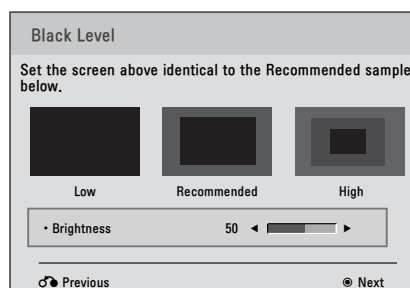 Black Level
Set the screen above identical to the Recommended sample
below.
Low Recommended High
• Brightness 50
Previous Next